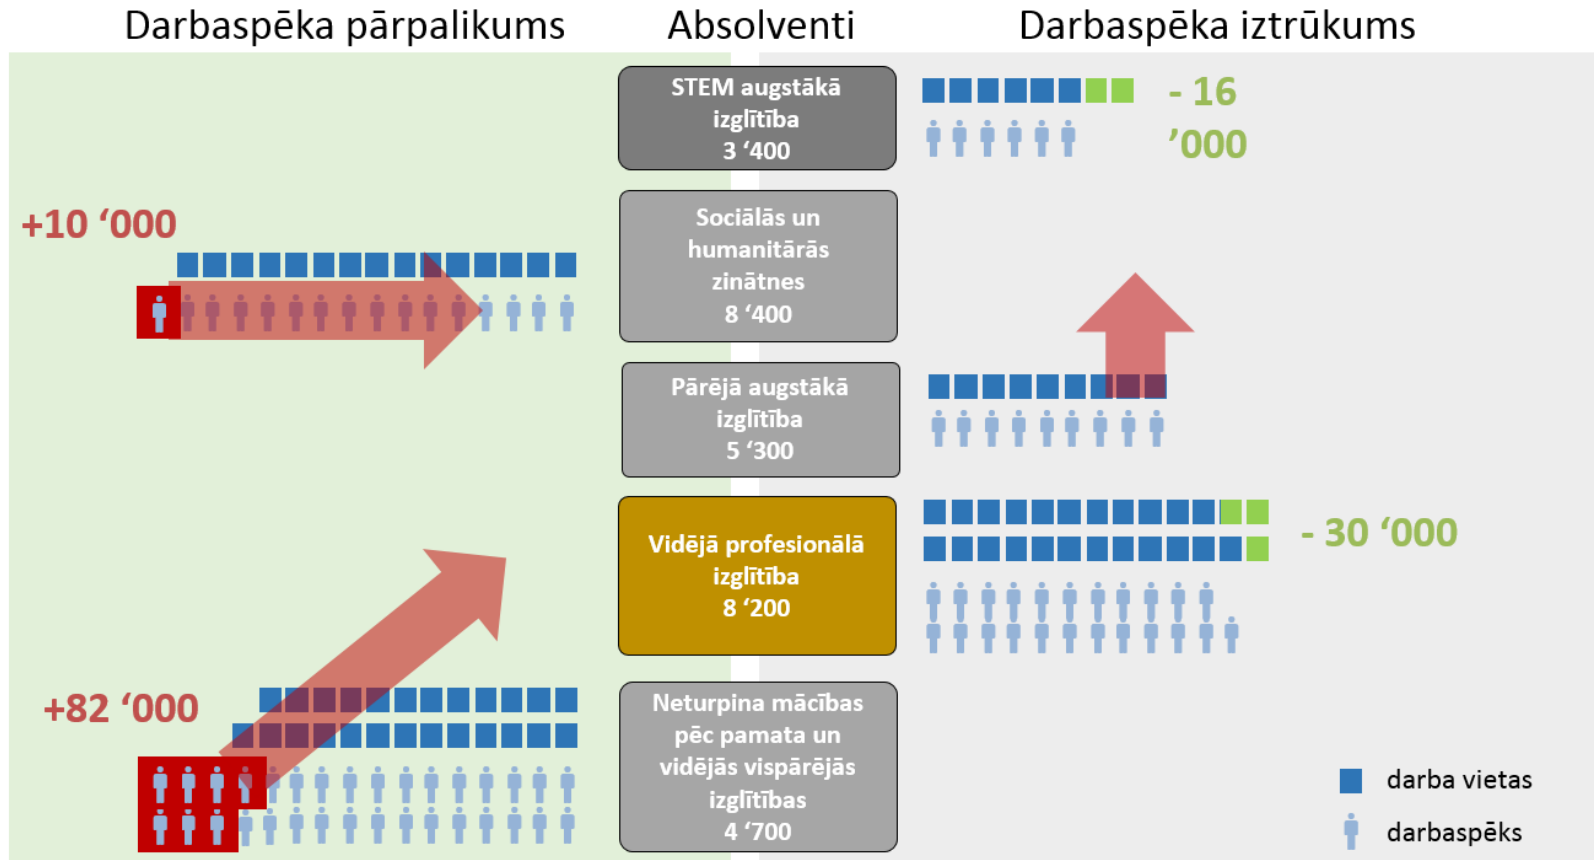 Darbaspēka pārpalikums
Absolventi
Darbaspēka iztrūkums
STEM augstākā
izglītība
3 ‘400
- 16
’000
+10 ‘000
Sociālās un
humanitārās
zinātnes
8 ‘400
Pārējā augstākā
izglītība
5 ‘300
Vidējā profesionālā
izglītība
8 ‘200
- 30 ‘000
+82 ‘000
Neturpina mācības
pēc pamata un
vidējās vispārējās
izglītības
4 ‘700
darba vietas
darbaspēks